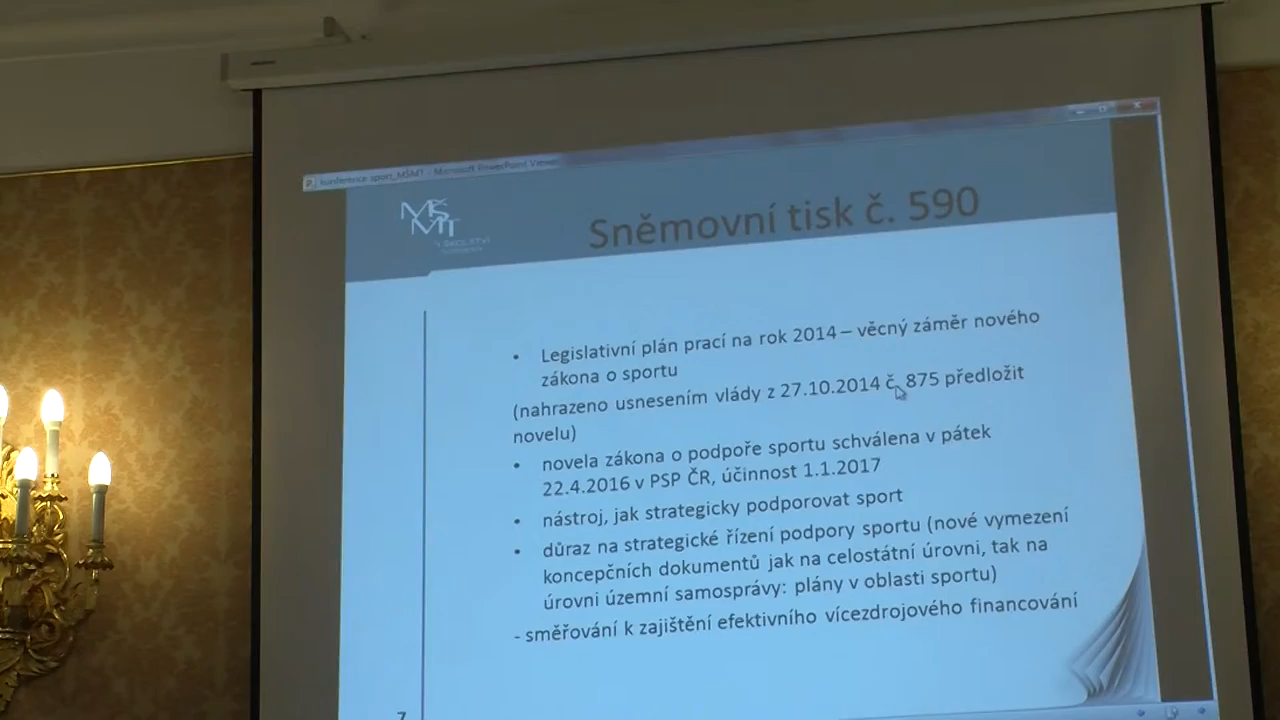 konference sport_MŠMT - Microsoft PowerPoint Viewer
MŠMT
Sněmovní tisk č. 590
• Legislativní plán prací na rok 2014 – věcný záměr nového
zákona o sportu
(nahrazeno usnesením vlády z 27.10.2014 č. 875 předložit
novelu)
• novela zákona o podpoře sportu schválena v pátek
22.4.2016 v PSP ČR, účinnost 1.1.2017
• nástroj, jak strategicky podporovat sport
• důraz na strategické řízení podpory sportu (nové vymezení
koncepčních dokumentů jak na celostátní úrovni, tak na
úrovni územní samosprávy: plány v oblasti sportu)
- směřování k zajištění efektivního vícezdrojového financování
7